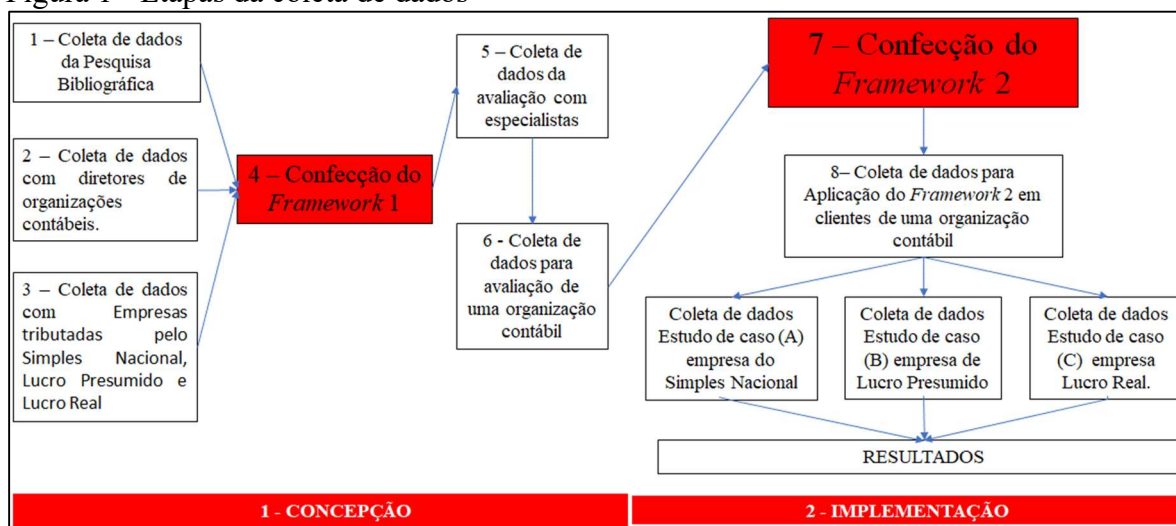 Figura 1 - Etapas da coleta de dados
1 – Coleta de dados
da Pesquisa
Bibliográfica
2 – Coleta de dados
com diretores de
organizações
contábeis.
3 – Coleta de dados
com Empresas
tributadas pelo
Simples Nacional,
Lucro Presumido e
Lucro Real
4 – Confecção do
Framework 1
5 – Coleta de
dados da
avaliação com
especialistas
6 - Coleta de
dados para
avaliação de
uma organização
contábil
7 – Confecção do
Framework 2
8– Coleta de dados para
Aplicação do Framework 2 em
clientes de uma organização
contábil
Coleta de dados
Estudo de caso (A)
empresa do
Simples Nacional
Coleta de dados
Estudo de caso
(B) empresa de
Lucro Presumido
Coleta de dados
Estudo de caso
(C) empresa
Lucro Real.
RESULTADOS
1 - CONCEPÇÃO
2 - IMPLEMENTAÇÃO